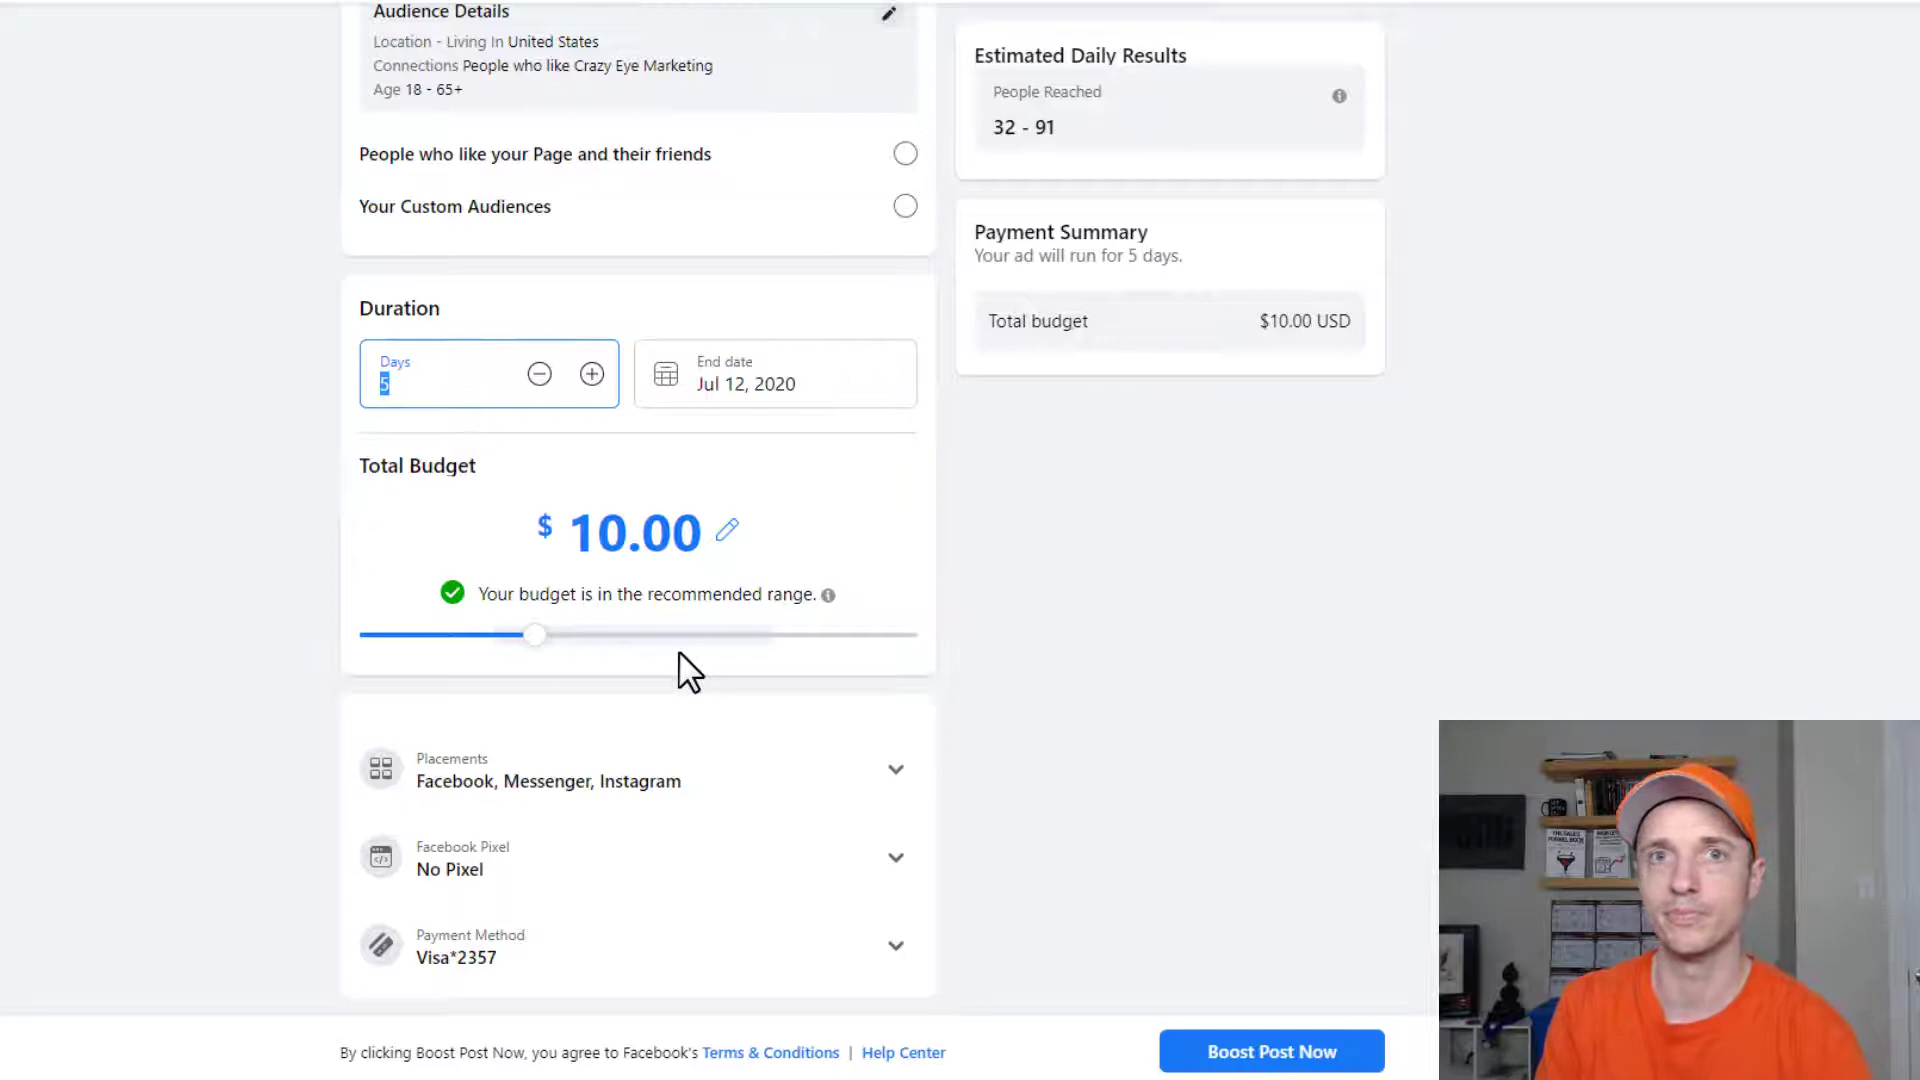 Audience Details
Location - Living In United States
Connections People who like Crazy Eye Marketing
Age 18 - 65+
People who like your Page and their friends
Your Custom Audiences
Duration
Days
5
End date
Jul 12, 2020
Total Budget
$ 10.00
Your budget is in the recommended range.
Placements
Facebook, Messenger, Instagram
Facebook Pixel
No Pixel
Payment Method
Visa*2357
Estimated Daily Results
People Reached
32 - 91
Payment Summary
Your ad will run for 5 days.
Total budget $10.00 USD
By clicking Boost Post Now, you agree to Facebook's Terms & Conditions | Help Center
Boost Post Now